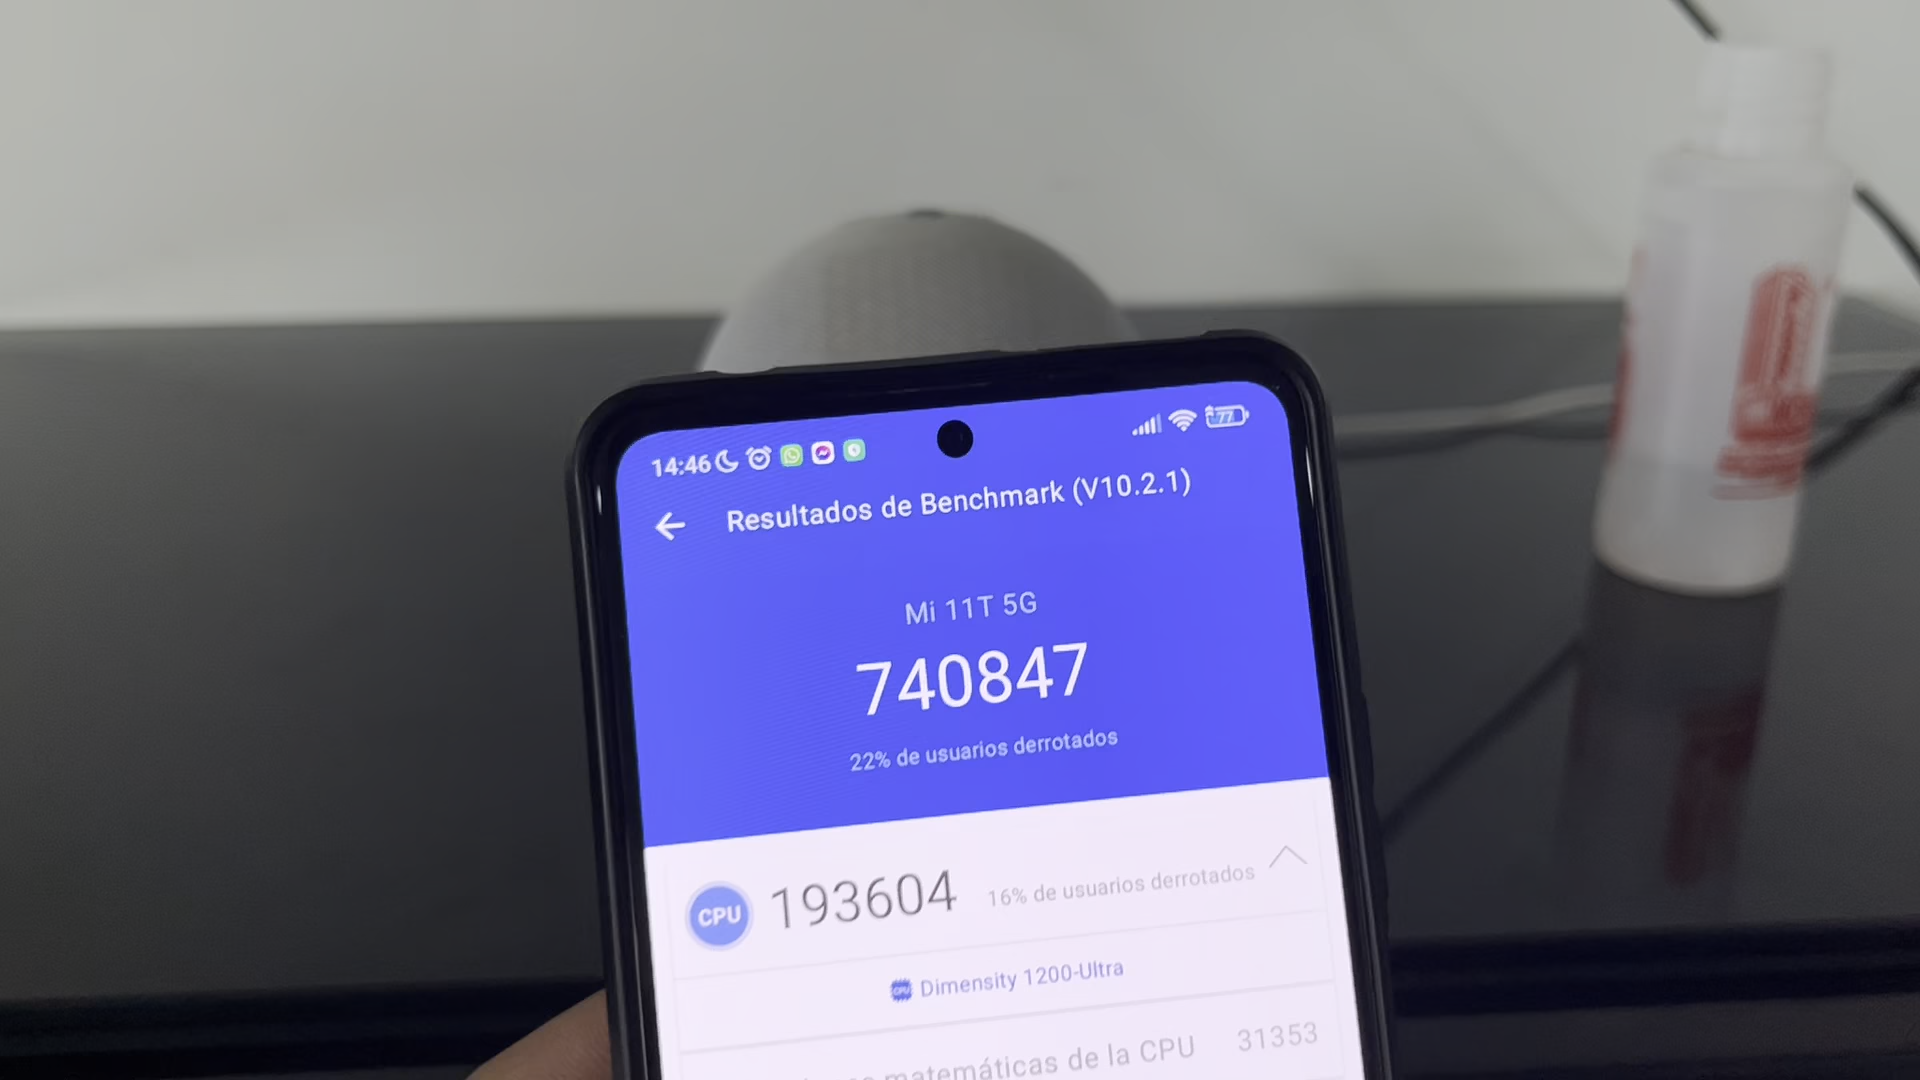 14:46
77
Resultados de Benchmark (V10.2.1)
Mi 11T 5G
740847
22% de usuarios derrotados
CPU 193604 16% de usuarios derrotados
Dimensity 1200-Ultra
matemáticas de la CPU 31353